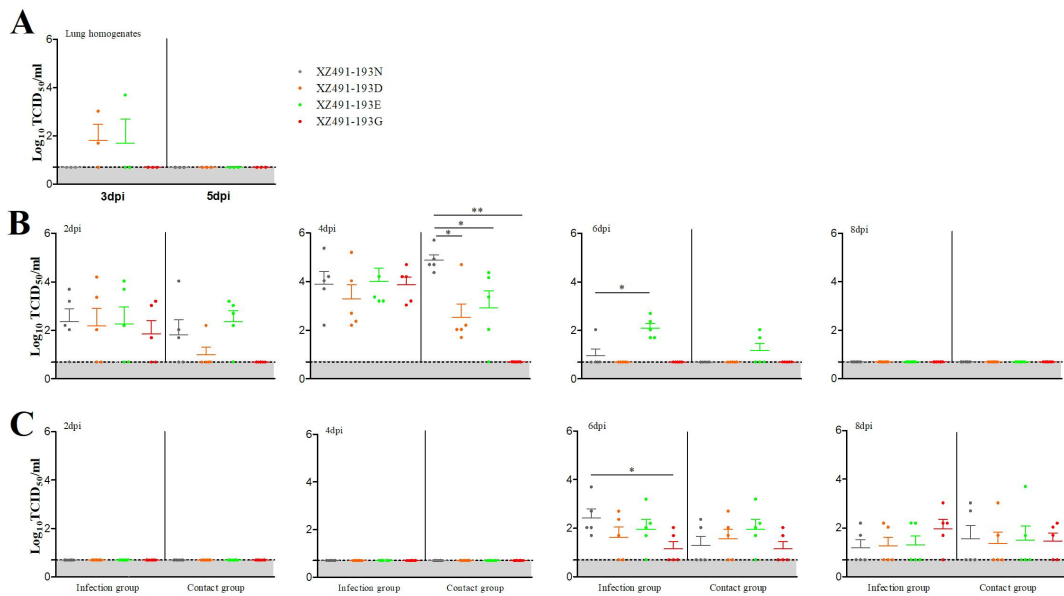 A
Lung homogenates
Log10 TCID50/ml
6
4
2
0
3dpi 5dpi
XZ491-193N
XZ491-193D
XZ491-193E
XZ491-193G
B
Log10 TCID50/ml
2dpi
6
4
2
0
4dpi
6
4
2
0
**
*
*
6dpi
6
4
2
0
*
8dpi
6
4
2
0
C
Log10TCID50/ml
2dpi
6
4
2
0
Infection group Contact group
4dpi
6
4
2
0
Infection group Contact group
6dpi
6
4
2
0
*
Infection group Contact group
8dpi
6
4
2
0
Infection group Contact group